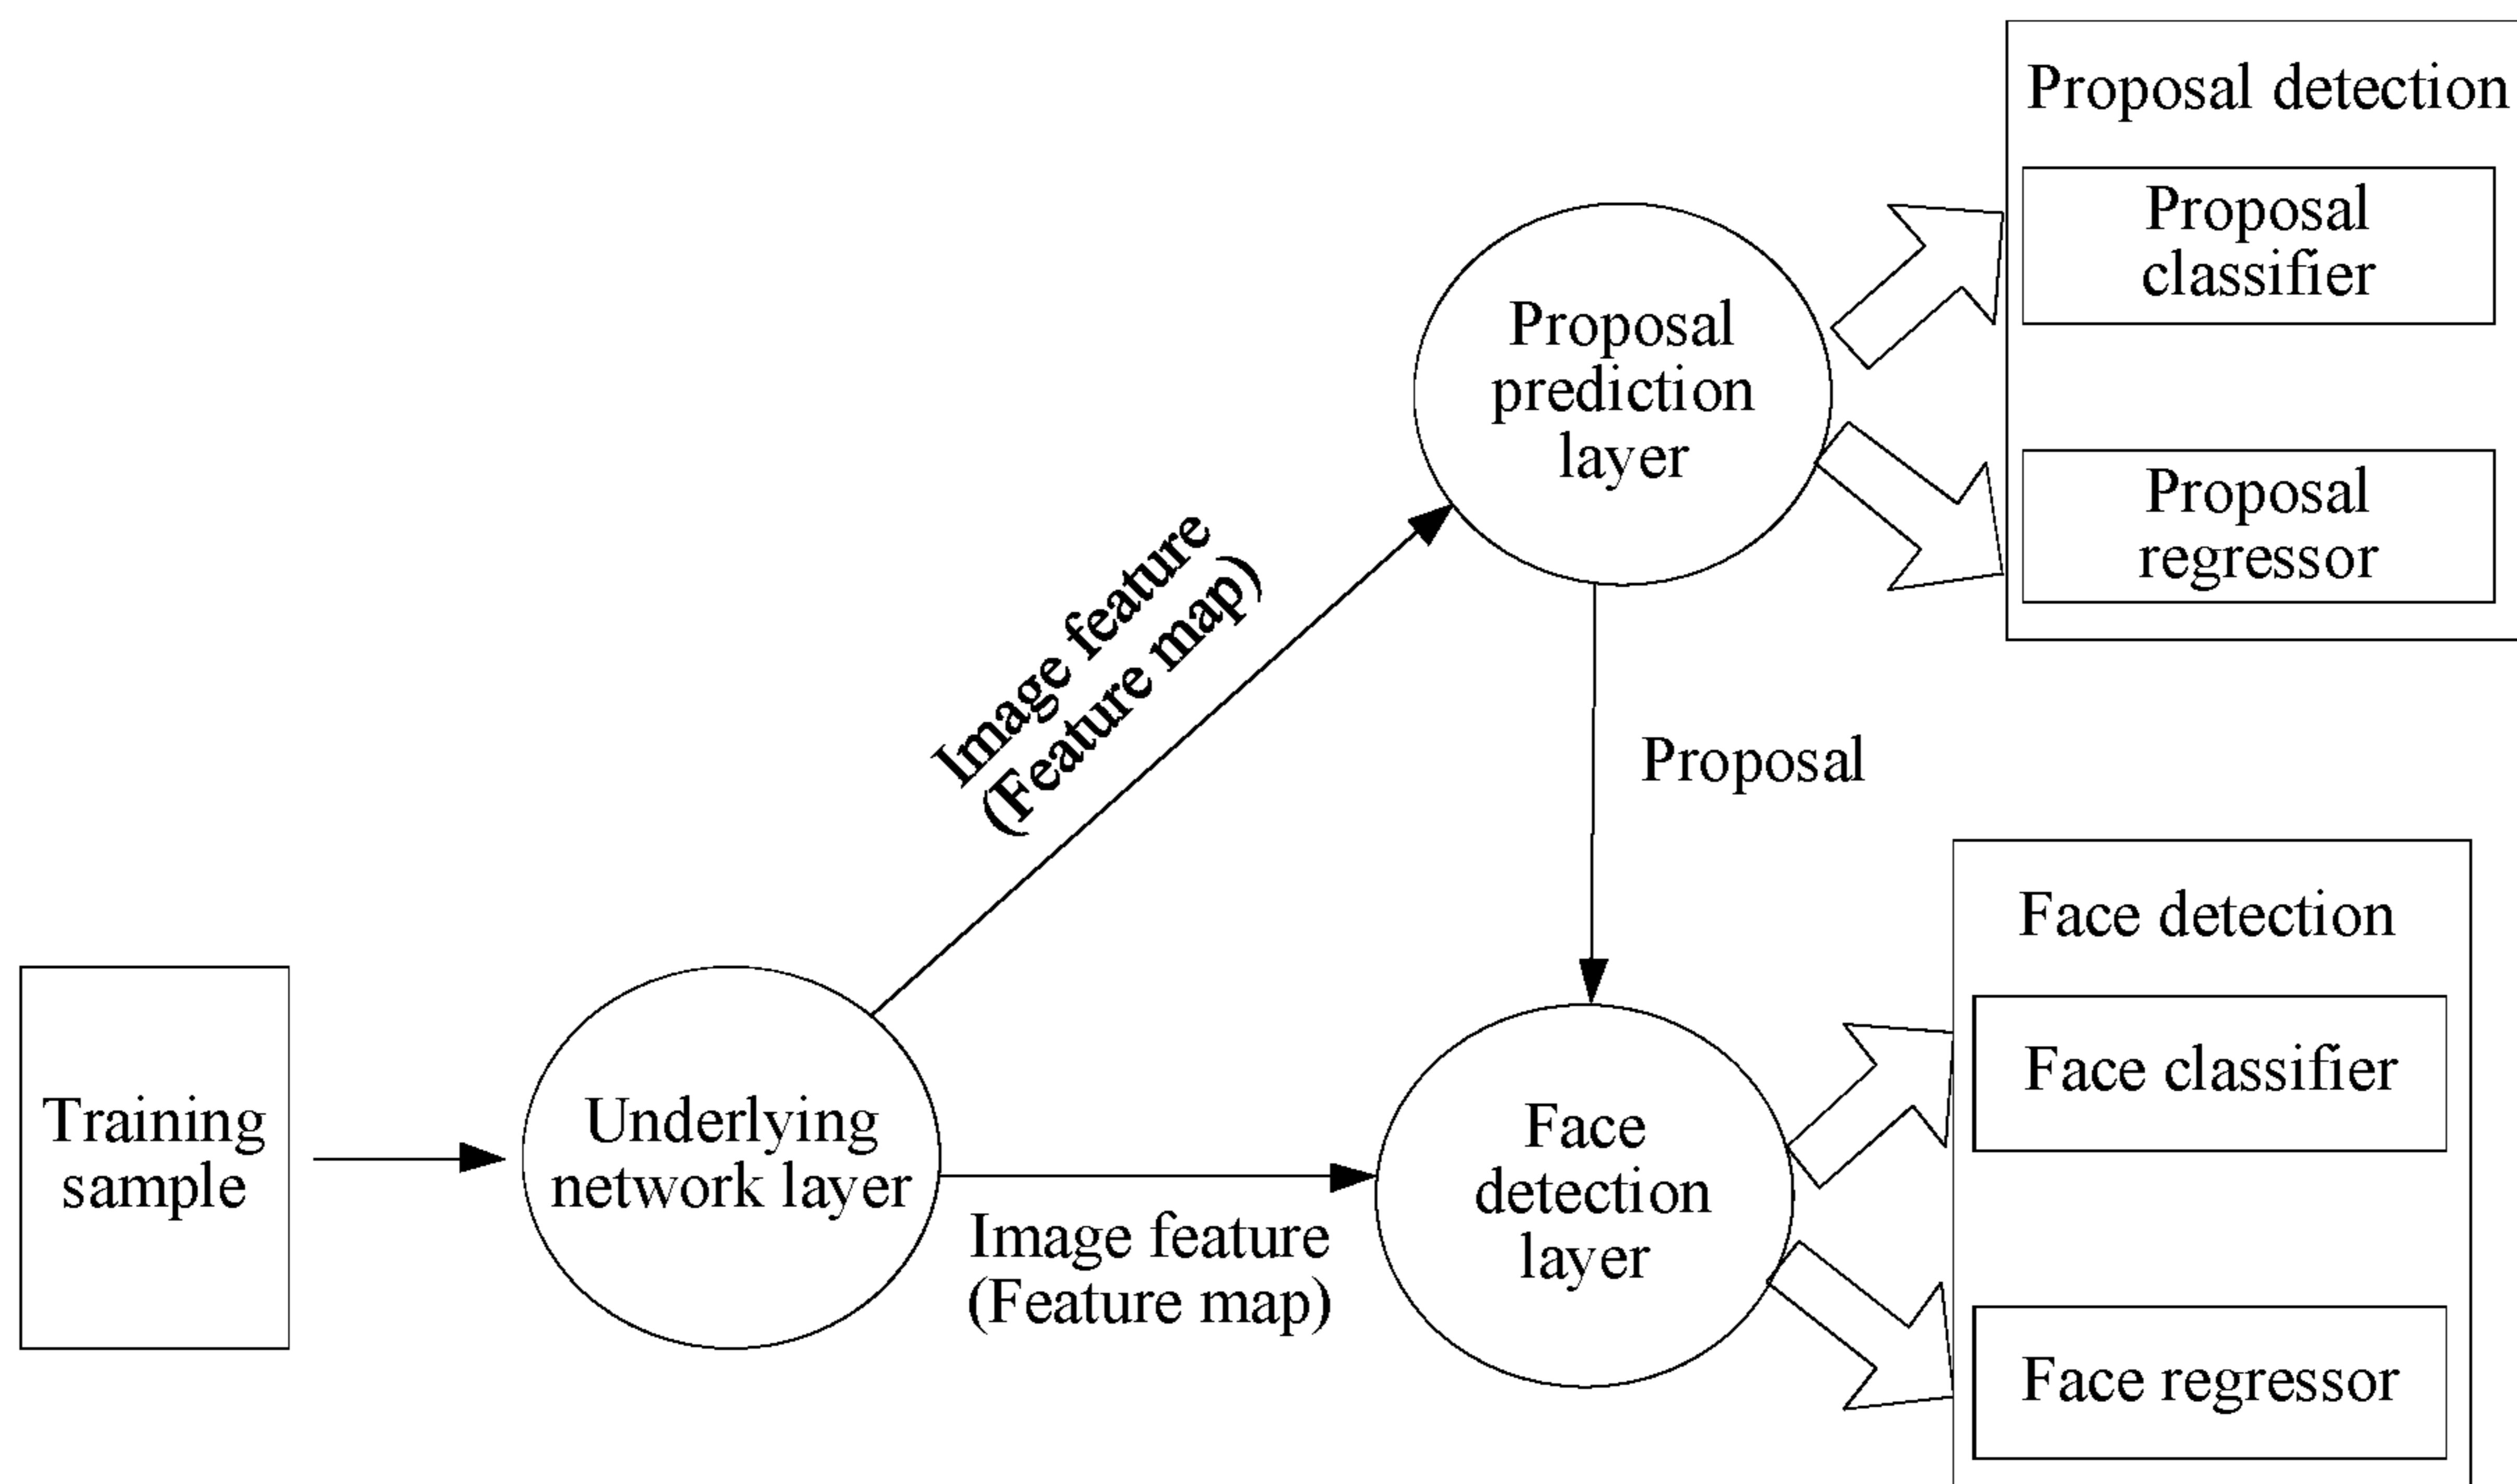 Training
sample
Underlying
network layer
Image feature
(Feature map)
Image feature
(Feature map)
Proposal
prediction
layer
Proposal
Face
detection
layer
Proposal detection
Proposal
classifier
Proposal
regressor
Face detection
Face classifier
Face regressor